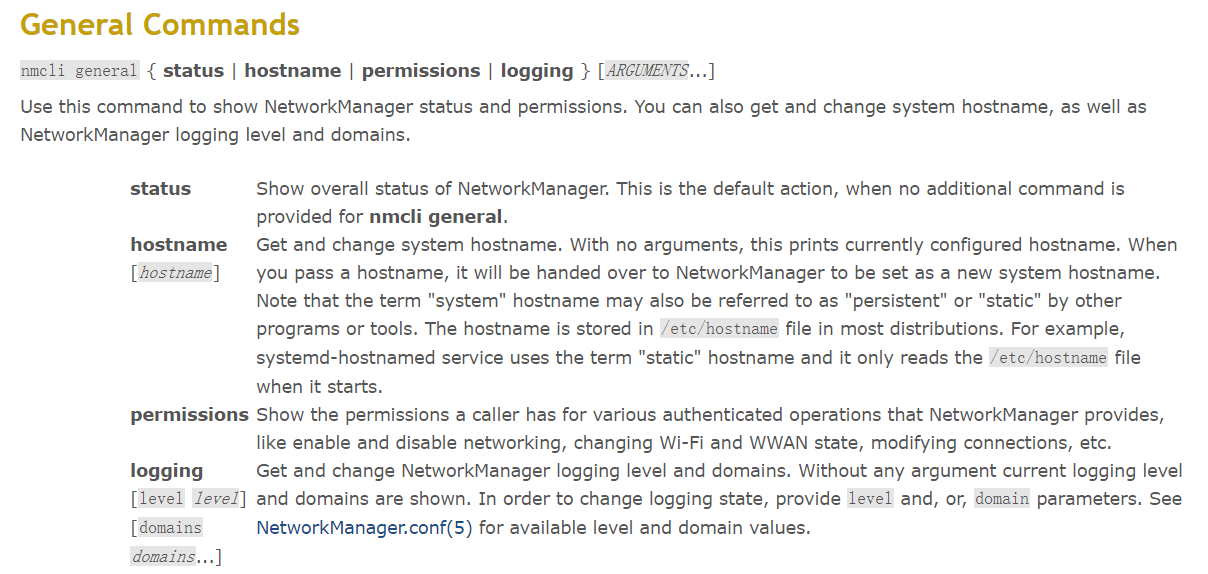 General Commands
nmcli general { status | hostname | permissions | logging } [ARGUMENTS...]
Use this command to show NetworkManager status and permissions. You can also get and change system hostname, as well as
NetworkManager logging level and domains.
status Show overall status of NetworkManager. This is the default action, when no additional command is
provided for nmcli general.
hostname Get and change system hostname. With no arguments, this prints currently configured hostname. When
[hostname] you pass a hostname, it will be handed over to NetworkManager to be set as a new system hostname.
Note that the term "system" hostname may also be referred to as "persistent" or "static" by other
programs or tools. The hostname is stored in /etc/hostname file in most distributions. For example,
systemd-hostnamed service uses the term "static" hostname and it only reads the /etc/hostname file
when it starts.
permissions Show the permissions a caller has for various authenticated operations that NetworkManager provides,
like enable and disable networking, changing Wi-Fi and WWAN state, modifying connections, etc.
logging Get and change NetworkManager logging level and domains. Without any argument current logging level
[level level] and domains are shown. In order to change logging state, provide level and, or, domain parameters. See
[domains NetworkManager.conf(5) for available level and domain values.
domains...]